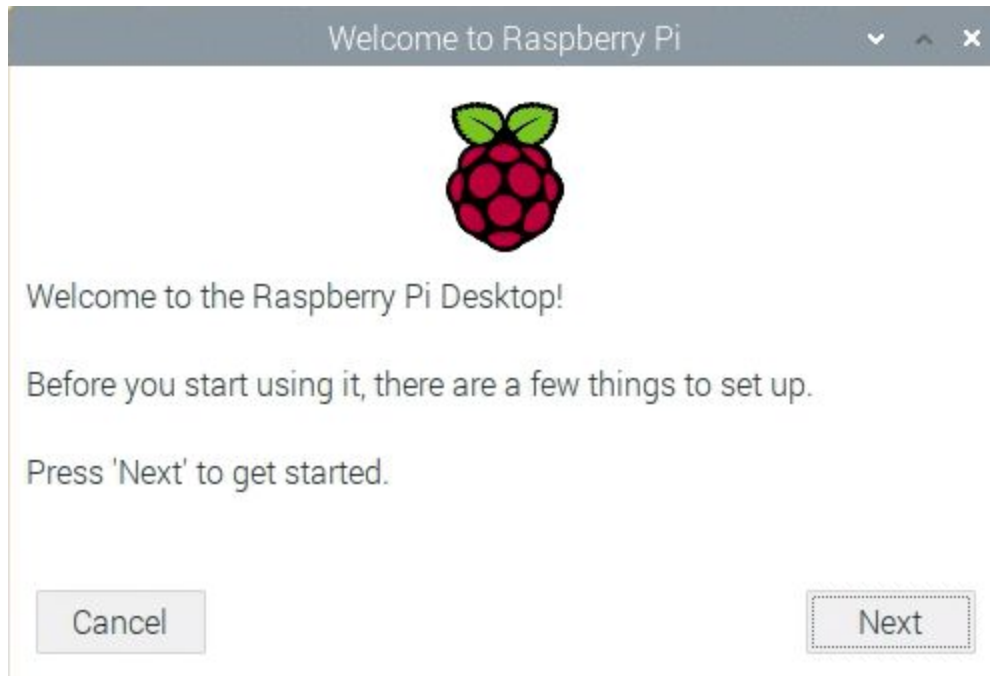 Welcome to Raspberry Pi
Welcome to the Raspberry Pi Desktop!
Before you start using it, there are a few things to set up.
Press 'Next' to get started.
Cancel
Next